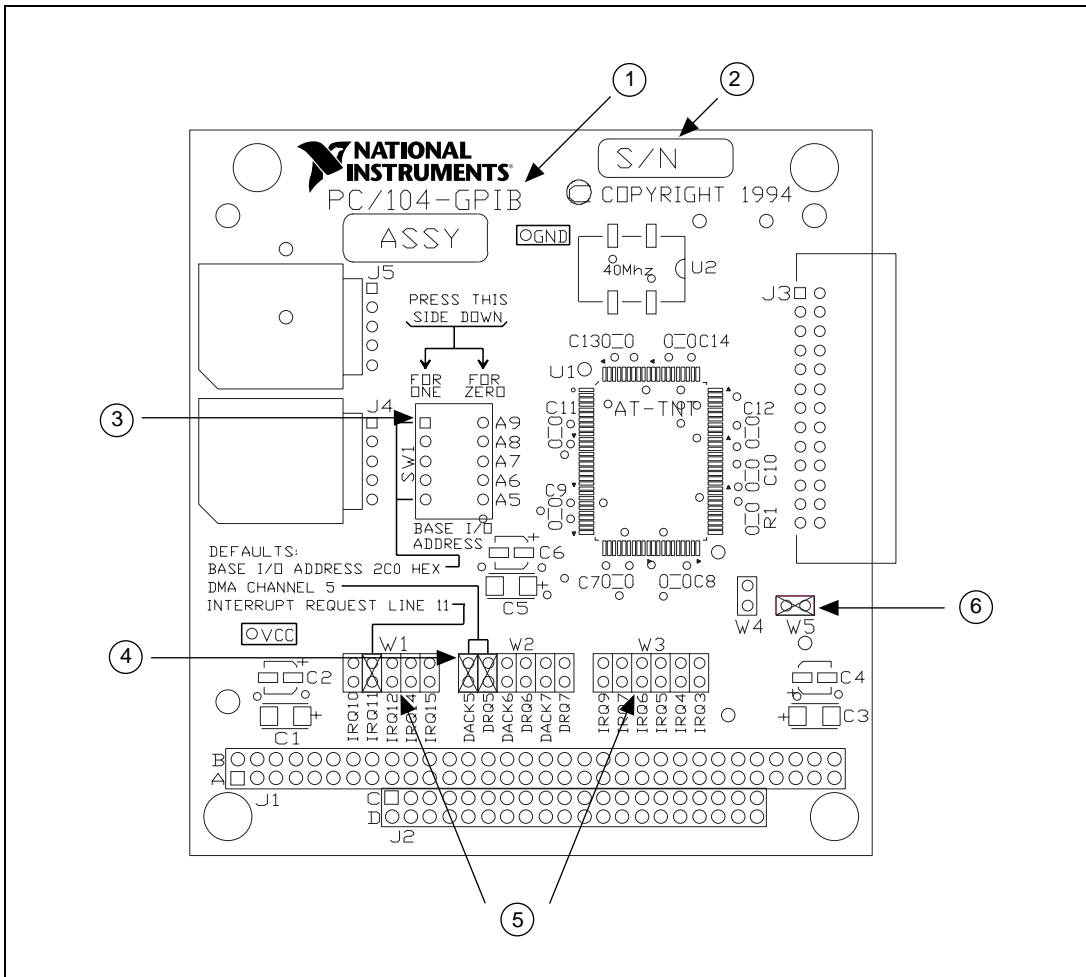 1
2
NATIONAL
INSTRUMENTS®
PC/104-GPIB
S/N
C COPYRIGHT 1994
ASSY
GND
40Mhz
U2
J5
J3
PRESS THIS
SIDE DOWN
C13
C14
U1
FOR
ONE
FOR
ZERO
3
J4
SW1
A9
A8
A7
A6
A5
C11
AT-TNT
C12
C10
C9
R1
BASE I/O
ADDRESS
C6
DEFAULTS:
BASE I/O ADDRESS 2C0 HEX
DMA CHANNEL 5
INTERRUPT REQUEST LINE 11
C5
C7
C8
W4
W5
6
VCC
4
W1
W2
W3
C2
C4
C1
C3
IRQ10
IRQ11
IRQ12
IRQ14
IRQ15
DACK5
DRQ5
DACK6
DRQ6
DACK7
DRQ7
IRQ9
IRQ7
IRQ6
IRQ5
IRQ4
IRQ3
B
A
J1
C
D
J2
5